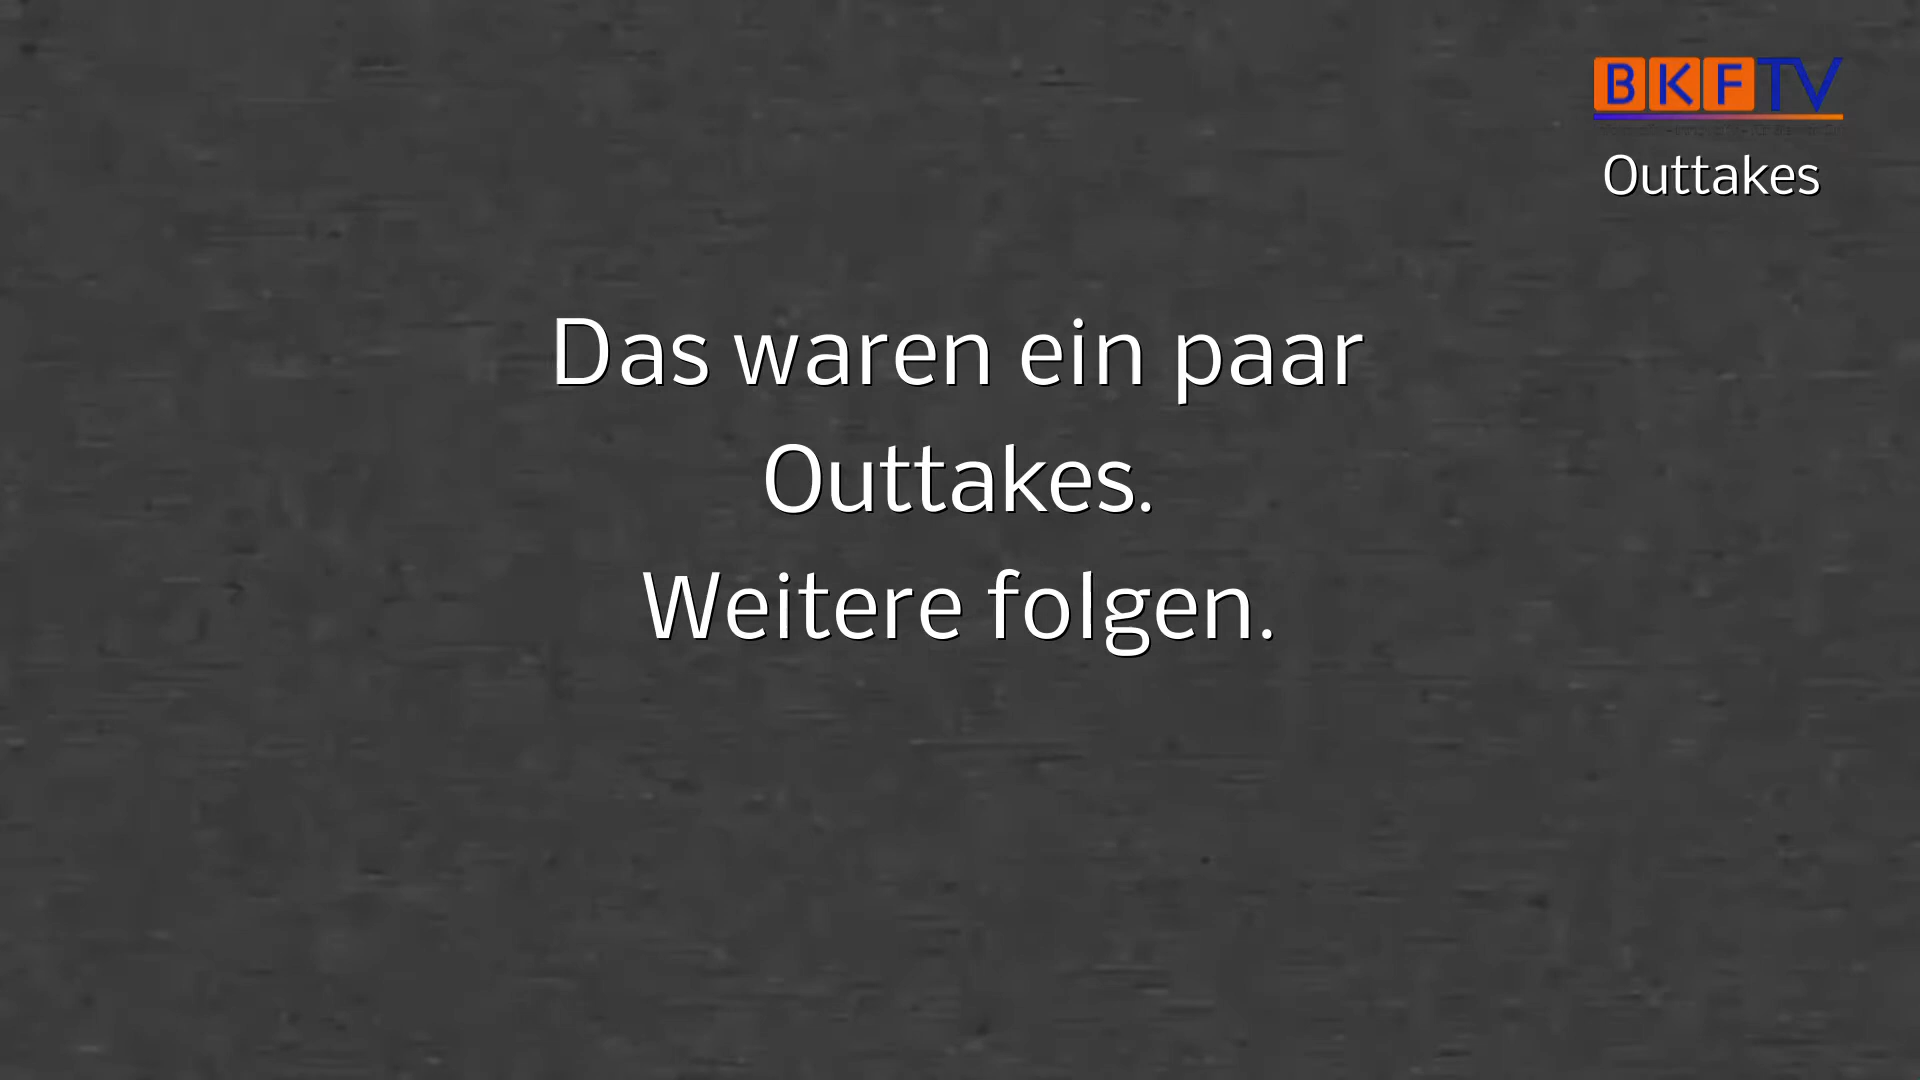 BKFTV
Outtakes
Das waren ein paar
Outtakes.
Weitere folgen.